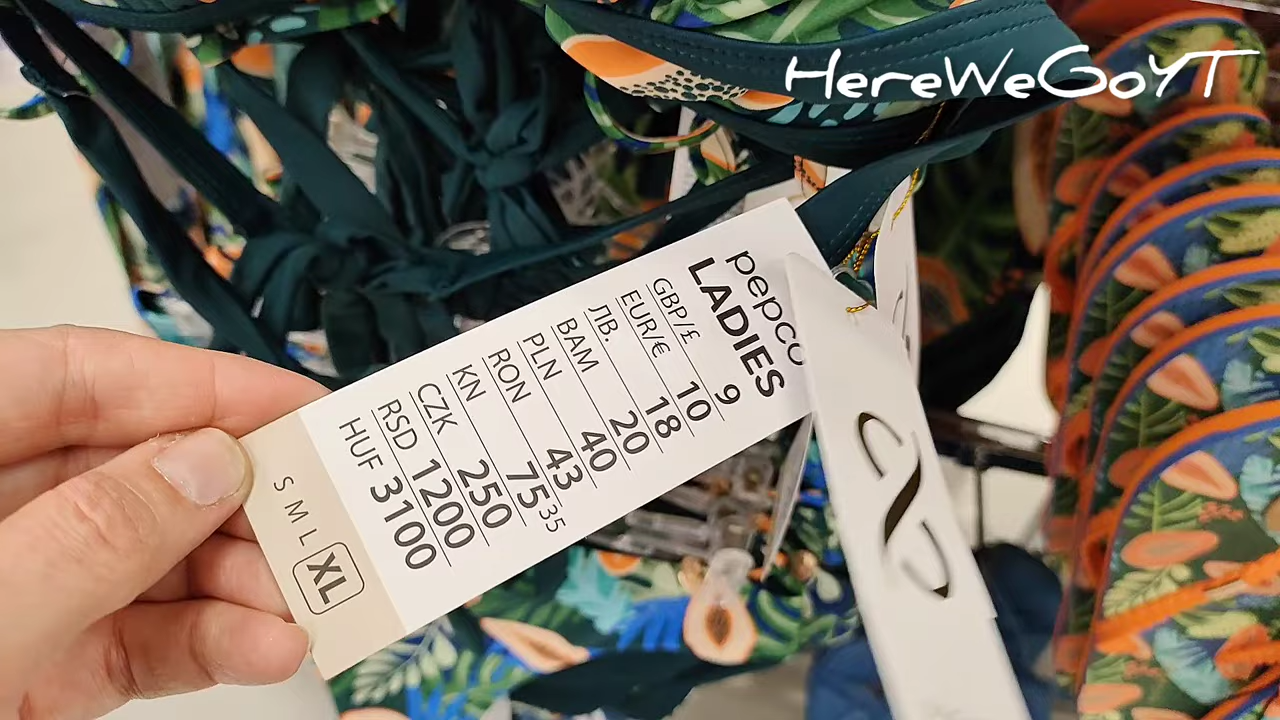 HereWeGoYT
pepco
LADIES
GBP/£ 9
EUR/€ 10
ЛВ. 18
BAM 20
PLN 40
RON 43
KN 75 35
CZK 250
RSD 1200
HUF 3100
S M L XL